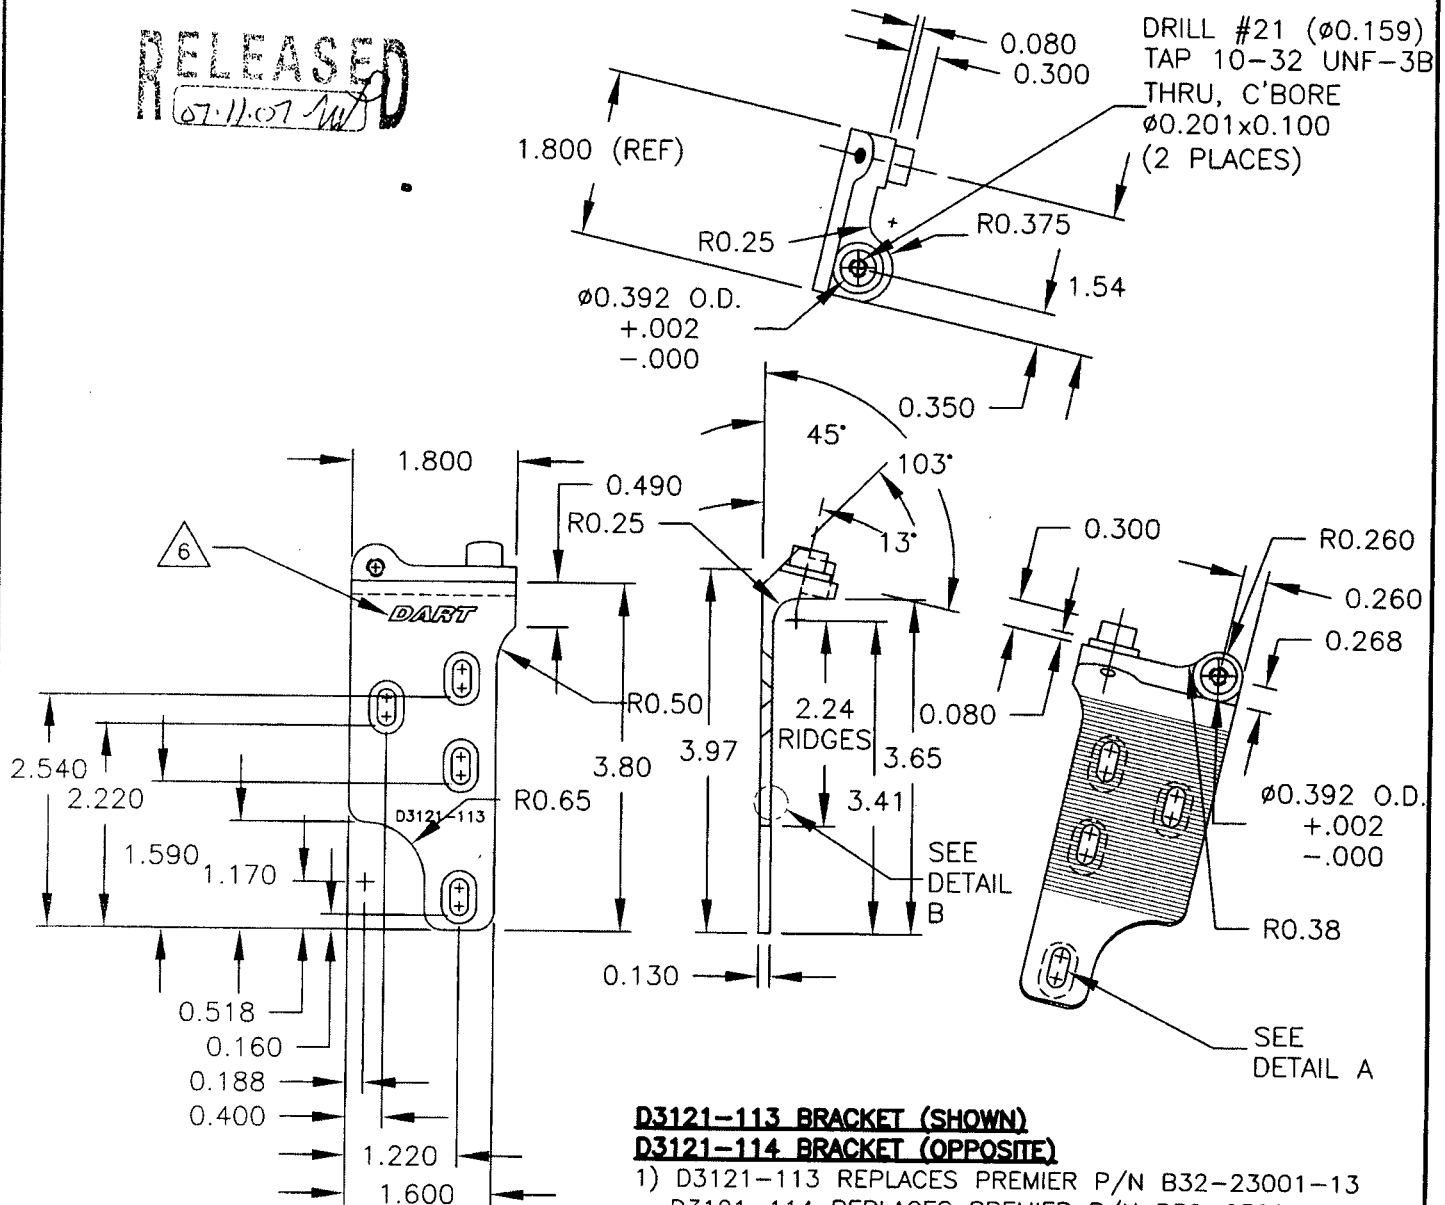 RELEASED
07.11.07
0.080
0.300
DRILL #21 (ø0.159)
TAP 10-32 UNF-3B
THRU, C'BORE
ø0.201x0.100
(2 PLACES)
1.800 (REF)
R0.25
R0.375
1.54
ø0.392 O.D.
+.002
-.000
0.350
45°
103°
13°
1.800
0.490
R0.25
6
DART
R0.50
2.540
2.220
1.590
1.170
R0.65
D3121-113
3.80
3.97
2.24
RIDGES
3.65
3.41
SEE
DETAIL
B
0.130
0.518
0.160
0.188
0.400
1.220
1.600
0.300
R0.260
0.260
0.268
0.080
ø0.392 O.D.
+.002
-.000
R0.38
SEE
DETAIL A
D3121-113 BRACKET (SHOWN)
D3121-114 BRACKET (OPPOSITE)
1) D3121-113 REPLACES PREMIER P/N B32-23001-13